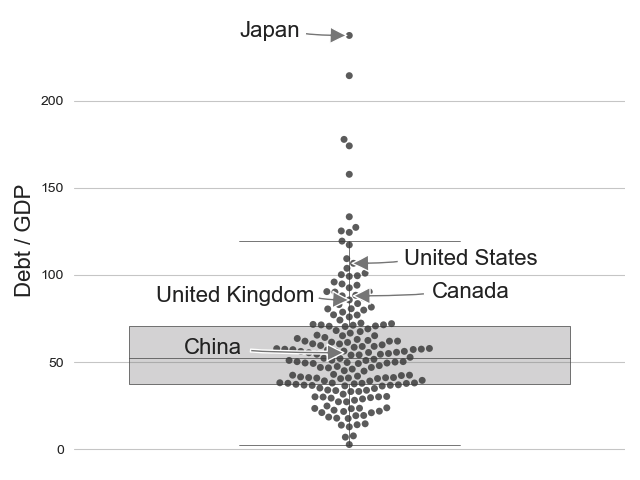 Japan
200
150
United States
100
United Kingdom
Canada
China
50
0
Debt / GDP